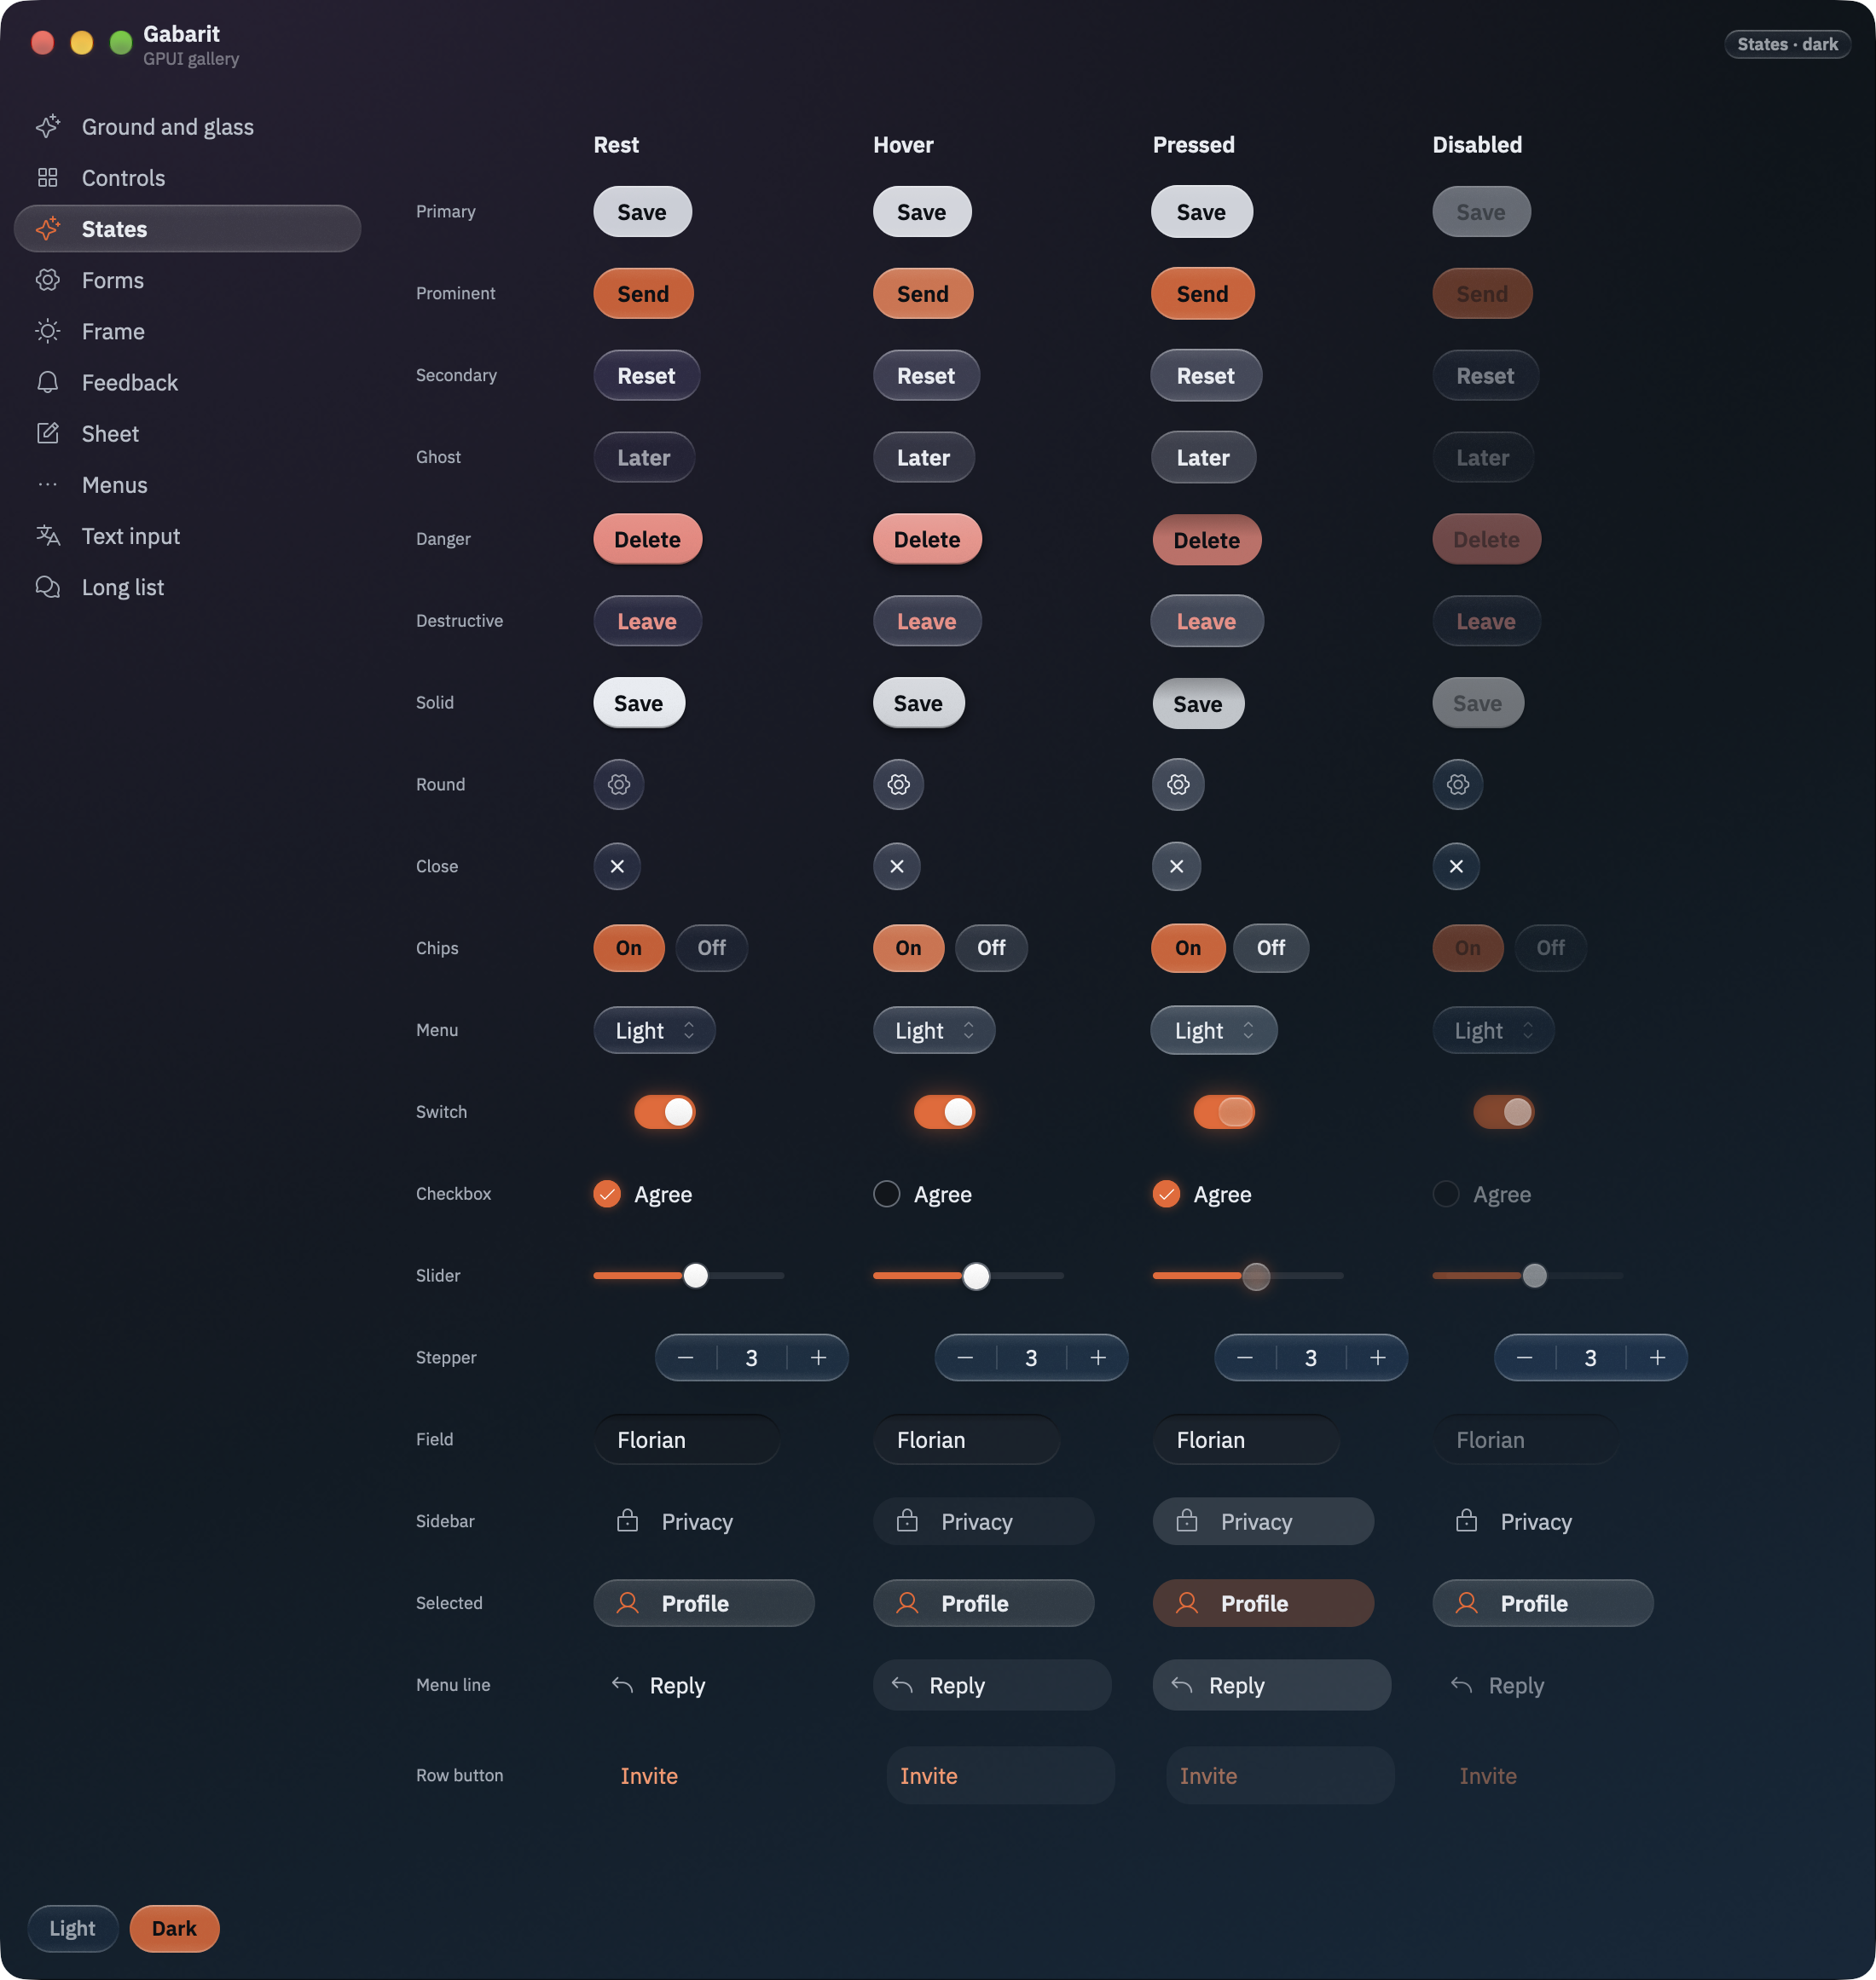 Gabarit
GPUI gallery
States · dark
Ground and glass
Controls
States
Forms
Frame
Feedback
Sheet
Menus
Text input
Long list
Rest Hover Pressed Disabled
Primary Save Save Save Save
Prominent Send Send Send Send
Secondary Reset Reset Reset Reset
Ghost Later Later Later Later
Danger Delete Delete Delete Delete
Destructive Leave Leave Leave Leave
Solid Save Save Save Save
Round
Close
Chips On Off On Off On Off On Off
Menu Light Light Light Light
Switch
Checkbox Agree Agree Agree Agree
Slider
Stepper − 3 + − 3 + − 3 + − 3 +
Field Florian Florian Florian Florian
Sidebar Privacy Privacy Privacy Privacy
Selected Profile Profile Profile Profile
Menu line Reply Reply Reply Reply
Row button Invite Invite Invite Invite
Light Dark